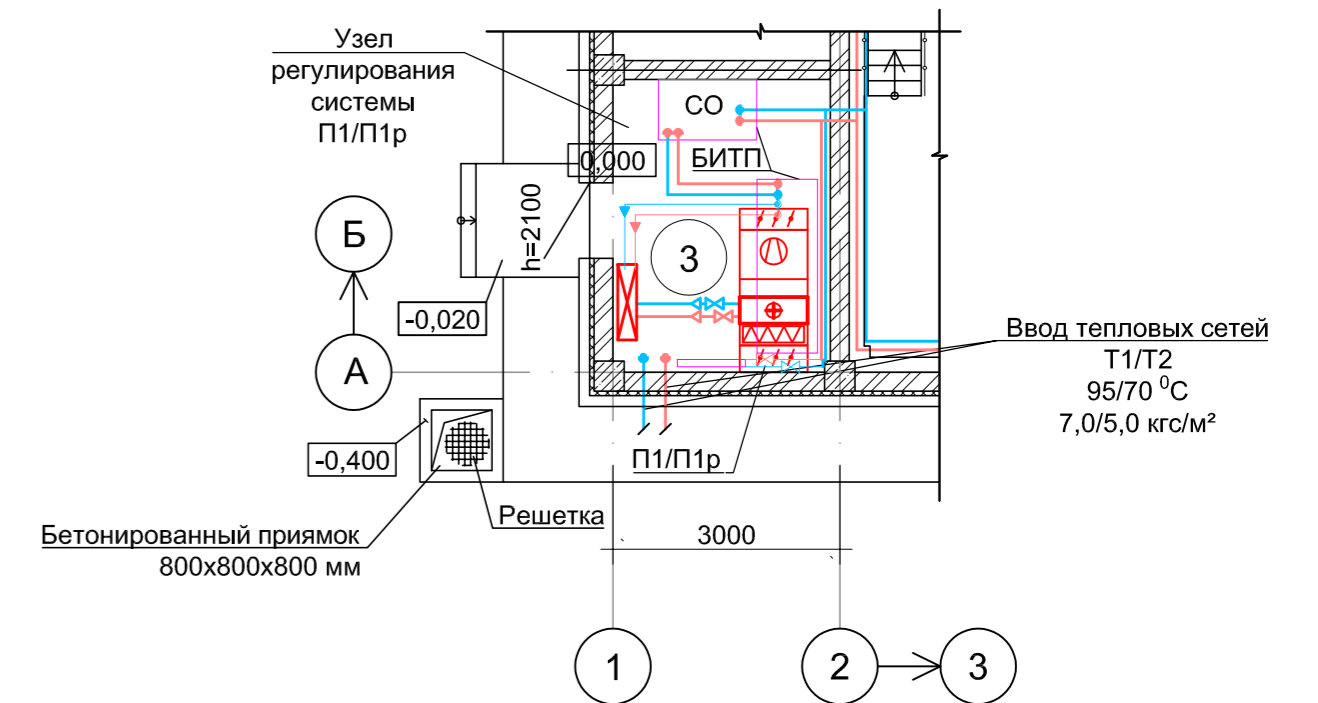 Узел
регулирования
системы
П1/П1р
СО
БИТП
0,000
h=2100
Б
3
-0,020
А
Ввод тепловых сетей
Т1/Т2
95/70 ⁰С
7,0/5,0 кгс/м²
-0,400
П1/П1р
Решетка
Бетонированный приямок
800х800х800 мм
3000
1
2
3